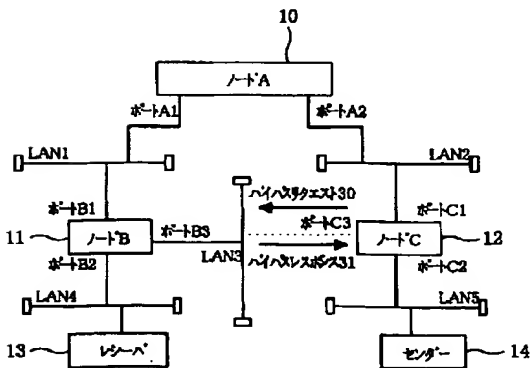 10
ノードA
ポートA1
ポートA2
LAN1
LAN2
バイパスリクエスト30
ポートB1
ポートC3
ポートC1
11
ノードB
ポートB3
ノードC
12
ポートB2
LAN3
バイパスレスポンス31
ポートC2
LAN4
LAN5
13
レシーバ
センダー
14